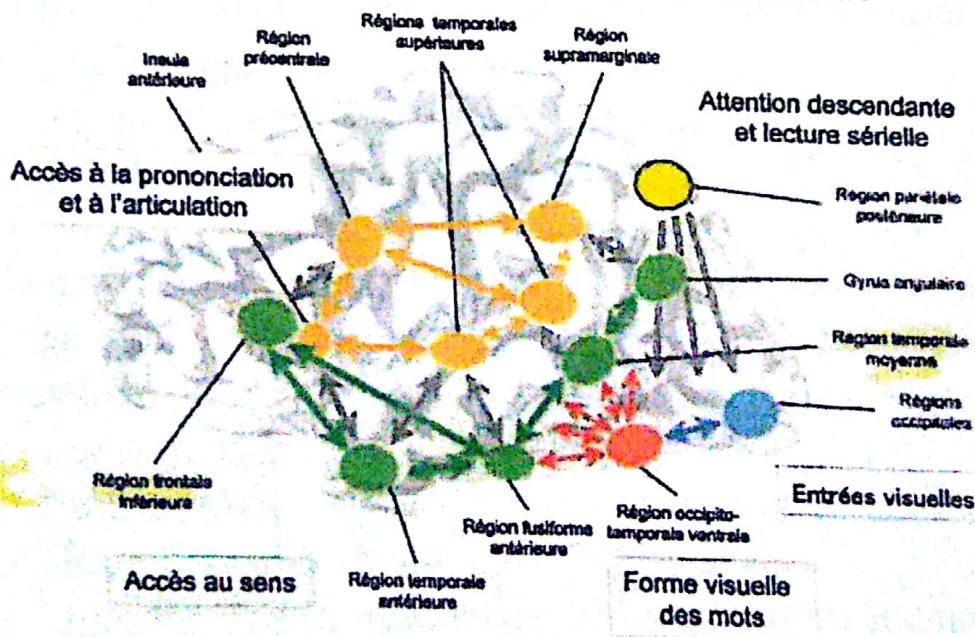 Régions temporales
supérieures
Région
précentrale
Région
supramarginale
Insula
antérieure
Attention descendante
et lecture sérielle
Accès à la prononciation
et à l'articulation
Région pariétale
postérieure
Gyrus angulaire
Région temporale
moyenne
Régions
occipitales
Région frontale
inférieure
Entrées visuelles
Région fusiforme
antérieure
Région occipito-
temporale ventrale
Accès au sens
Région temporale
antérieure
Forme visuelle
des mots